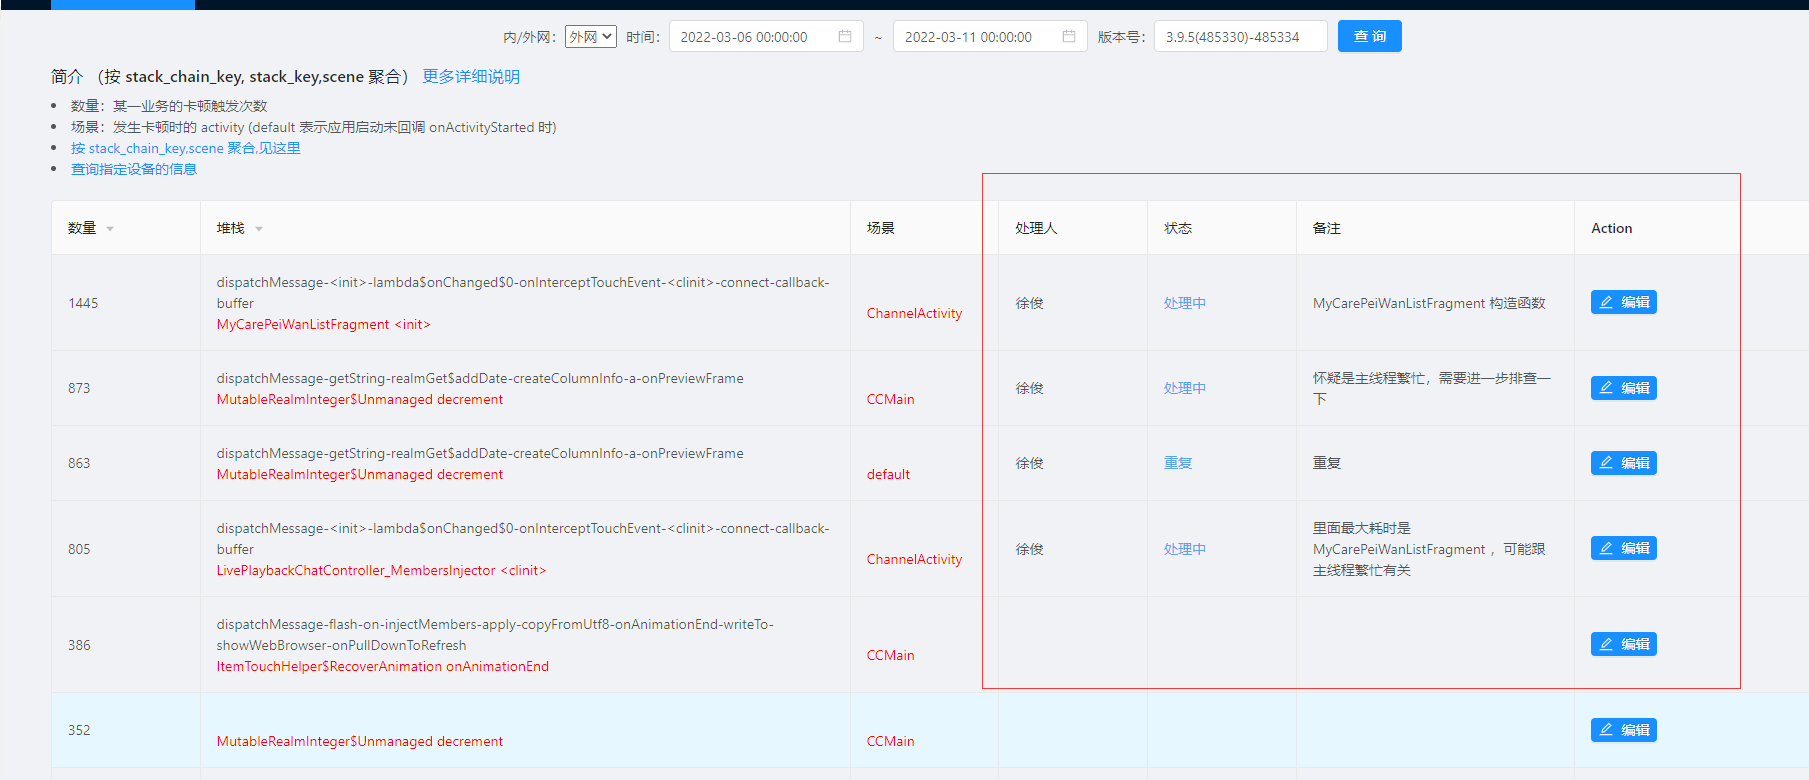 内/外网： 外网 时间： 2022-03-06 00:00:00 ~ 2022-03-11 00:00:00 版本号： 3.9.5(485330)-485334 查 询
简介 （按 stack_chain_key, stack_key,scene 聚合） 更多详细说明
数量：某一业务的卡顿触发次数
场景：发生卡顿时的 activity (default 表示应用启动未回调 onActivityStarted 时)
按 stack_chain_key,scene 聚合,见这里
查询指定设备的信息
数量 堆栈 场景 处理人 状态 备注 Action
1445
dispatchMessage-<init>-lambda$onChanged$0-onInterceptTouchEvent-<clinit>-connect-callback-
buffer
MyCarePeiWanListFragment <init>
ChannelActivity
徐俊
处理中
MyCarePeiWanListFragment 构造函数
编辑
873
dispatchMessage-getString-realmGet$addDate-createColumnInfo-a-onPreviewFrame
MutableRealmInteger$Unmanaged decrement
CCMain
徐俊
处理中
怀疑是主线程繁忙，需要进一步排查一
下
编辑
863
dispatchMessage-getString-realmGet$addDate-createColumnInfo-a-onPreviewFrame
MutableRealmInteger$Unmanaged decrement
default
徐俊
重复
重复
编辑
805
dispatchMessage-<init>-lambda$onChanged$0-onInterceptTouchEvent-<clinit>-connect-callback-
buffer
LivePlaybackChatController_MembersInjector <clinit>
ChannelActivity
徐俊
处理中
里面最大耗时是
MyCarePeiWanListFragment ，可能跟
主线程繁忙有关
编辑
386
dispatchMessage-flash-on-injectMembers-apply-copyFromUtf8-onAnimationEnd-writeTo-
showWebBrowser-onPullDownToRefresh
ItemTouchHelper$RecoverAnimation onAnimationEnd
CCMain
编辑
352
MutableRealmInteger$Unmanaged decrement
CCMain
编辑